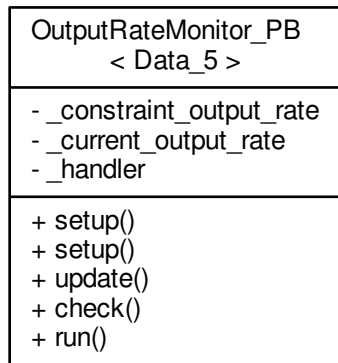 OutputRateMonitor_PB
< Data_5 >
- _constraint_output_rate
- _current_output_rate
- _handler
+ setup()
+ setup()
+ update()
+ check()
+ run()